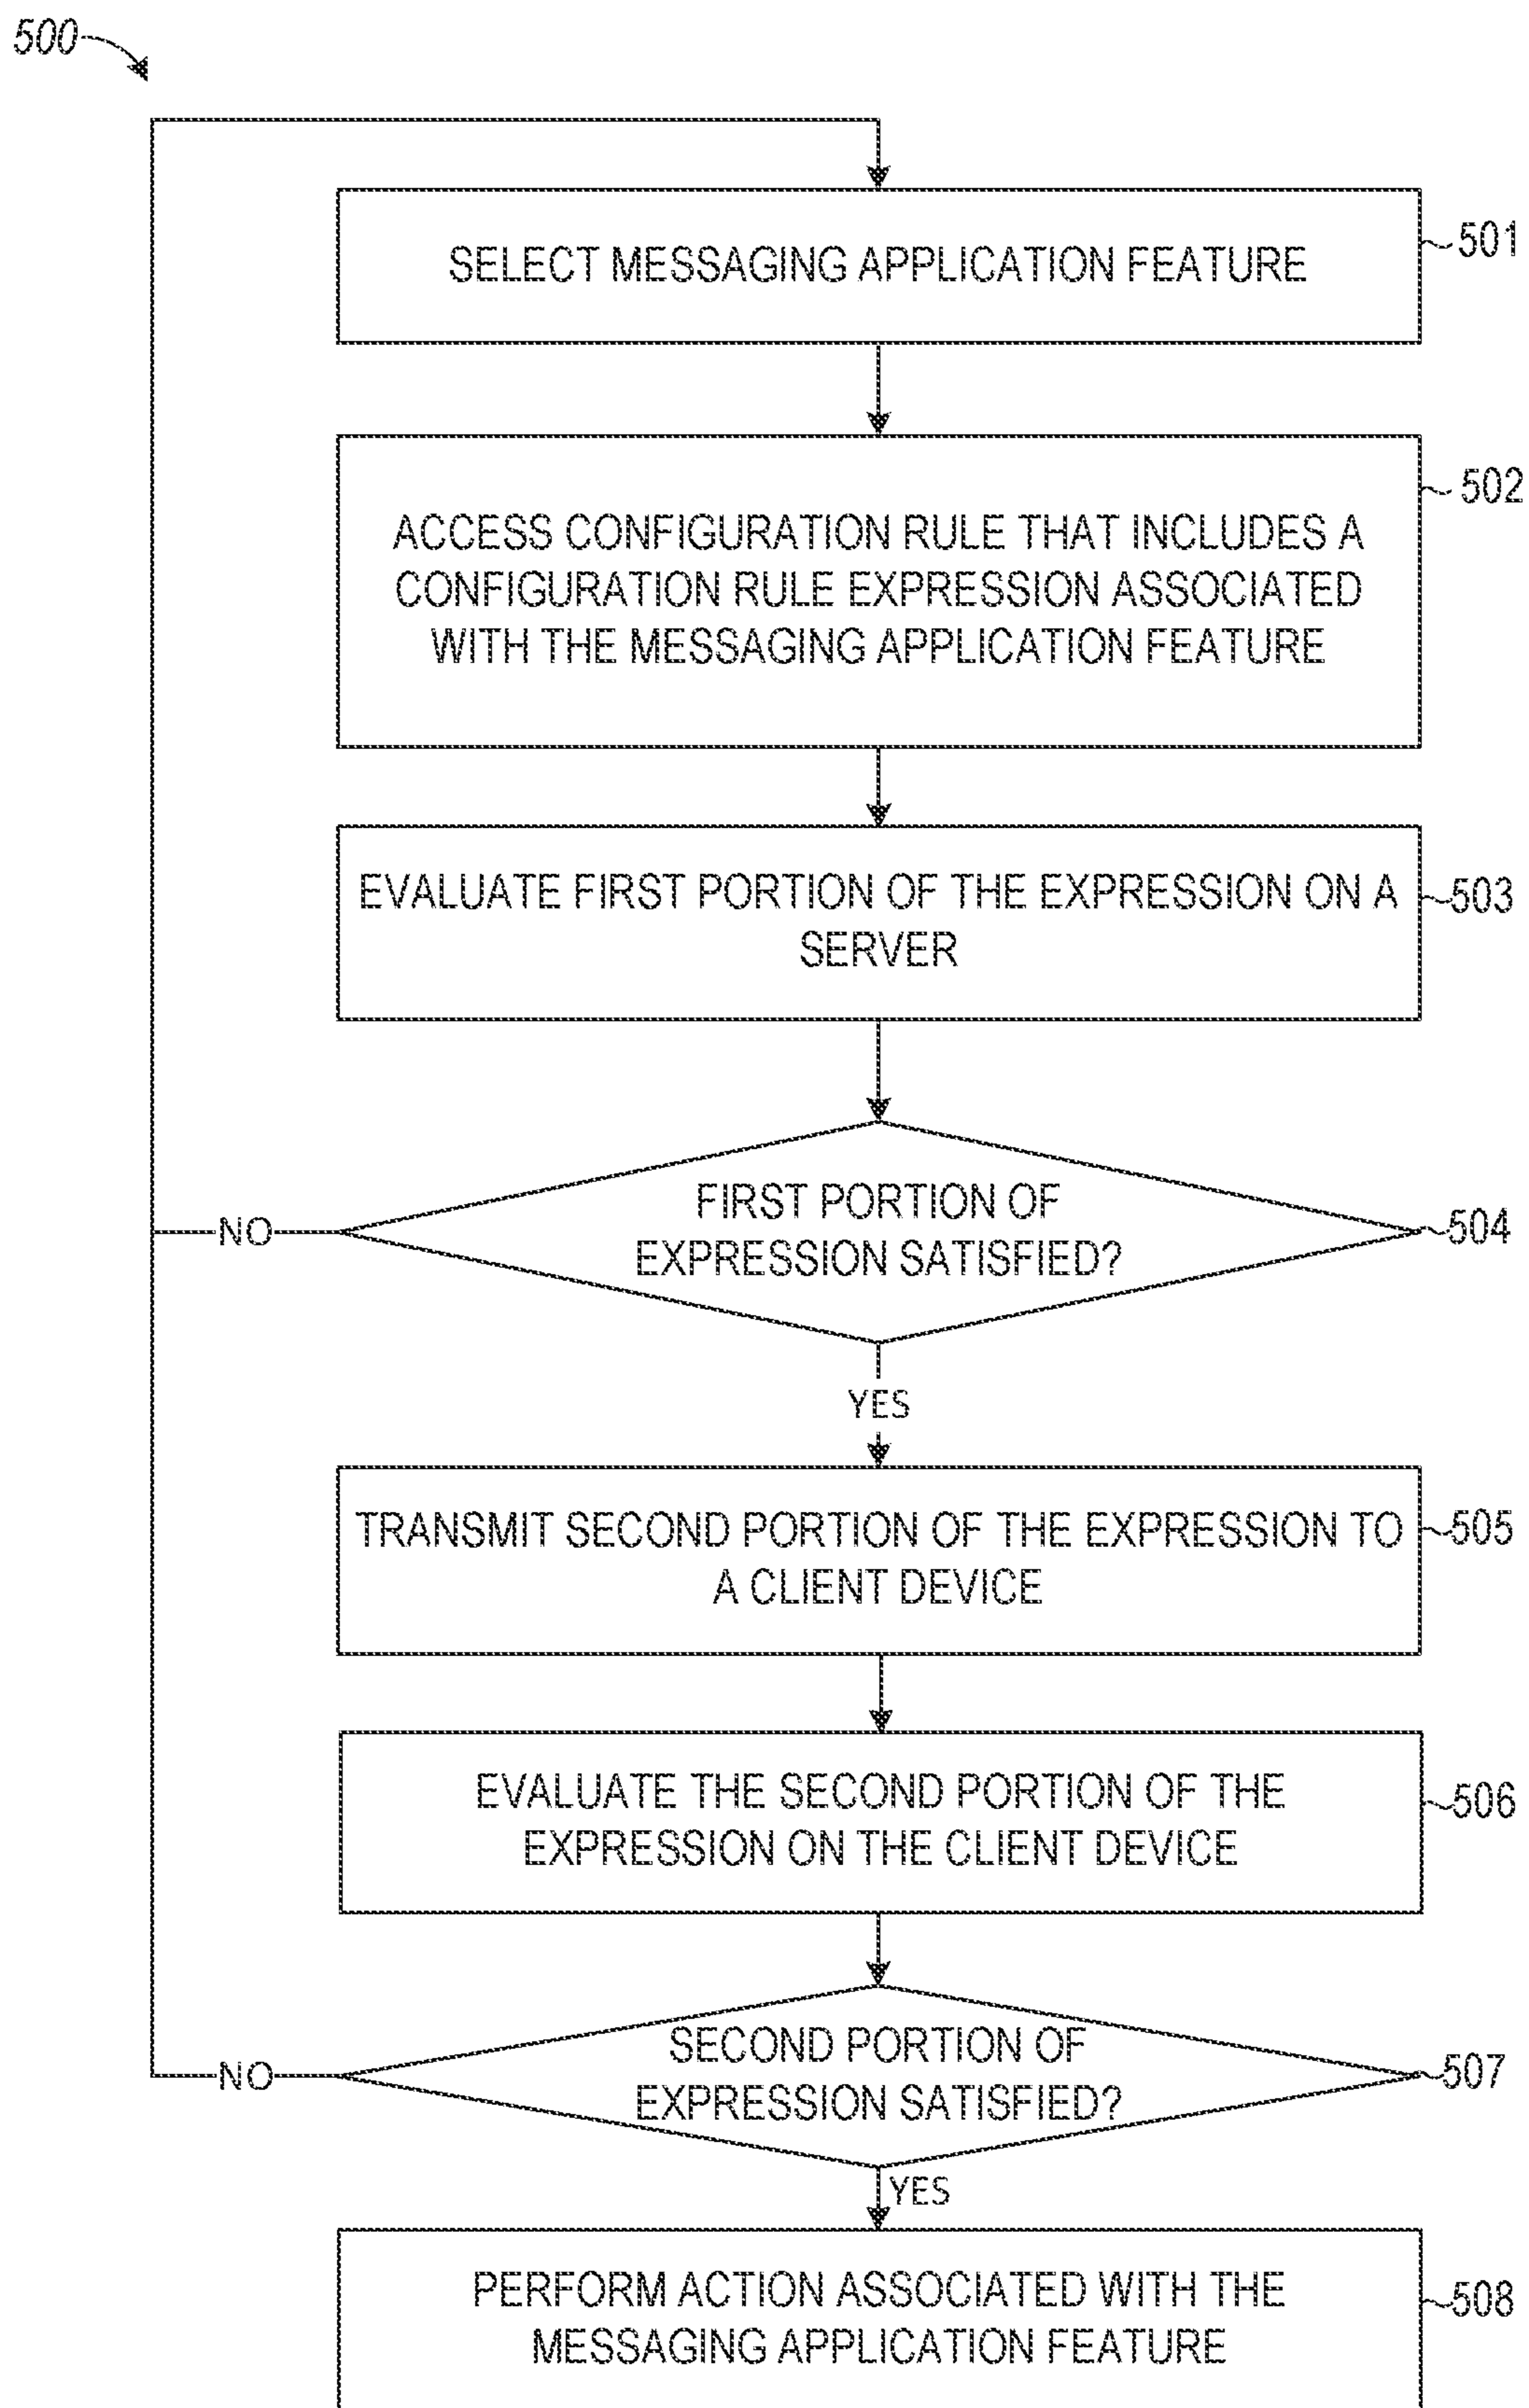 500
SELECT MESSAGING APPLICATION FEATURE
501
ACCESS CONFIGURATION RULE THAT INCLUDES A
CONFIGURATION RULE EXPRESSION ASSOCIATED
WITH THE MESSAGING APPLICATION FEATURE
502
EVALUATE FIRST PORTION OF THE EXPRESSION ON A
SERVER
503
FIRST PORTION OF
EXPRESSION SATISFIED?
504
NO
YES
TRANSMIT SECOND PORTION OF THE EXPRESSION TO
A CLIENT DEVICE
505
EVALUATE THE SECOND PORTION OF THE
EXPRESSION ON THE CLIENT DEVICE
506
SECOND PORTION OF
EXPRESSION SATISFIED?
507
NO
YES
PERFORM ACTION ASSOCIATED WITH THE
MESSAGING APPLICATION FEATURE
508